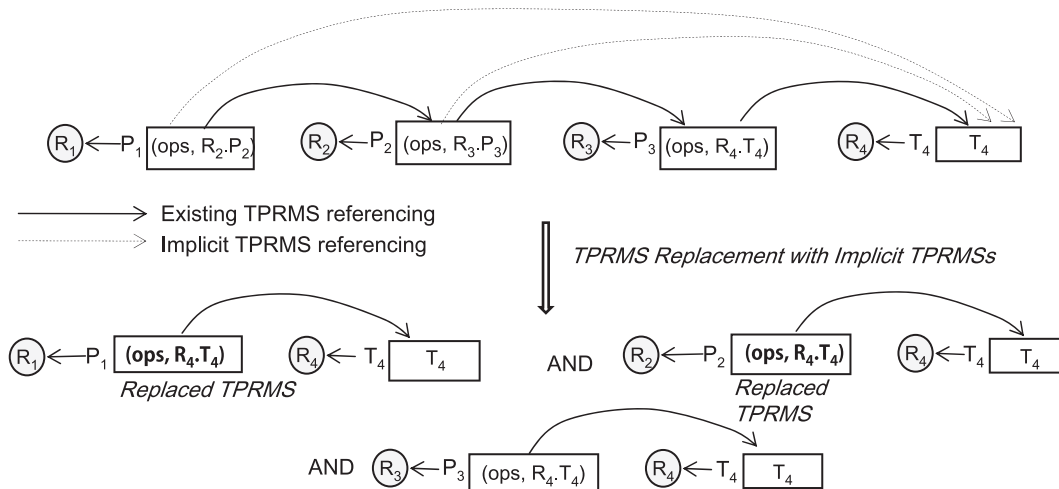 R₁ P₁ (ops, R₂.P₂) R₂ P₂ (ops, R₃.P₃) R₃ P₃ (ops, R₄.T₄) R₄ T₄ T₄
Existing TPRMS referencing
Implicit TPRMS referencing
TPRMS Replacement with Implicit TPRMSs
R₁ P₁ (ops, R₄.T₄) R₄ T₄ T₄ AND R₂ P₂ (ops, R₄.T₄) R₄ T₄ T₄
Replaced TPRMS
Replaced
TPRMS
AND R₃ P₃ (ops, R₄.T₄) R₄ T₄ T₄